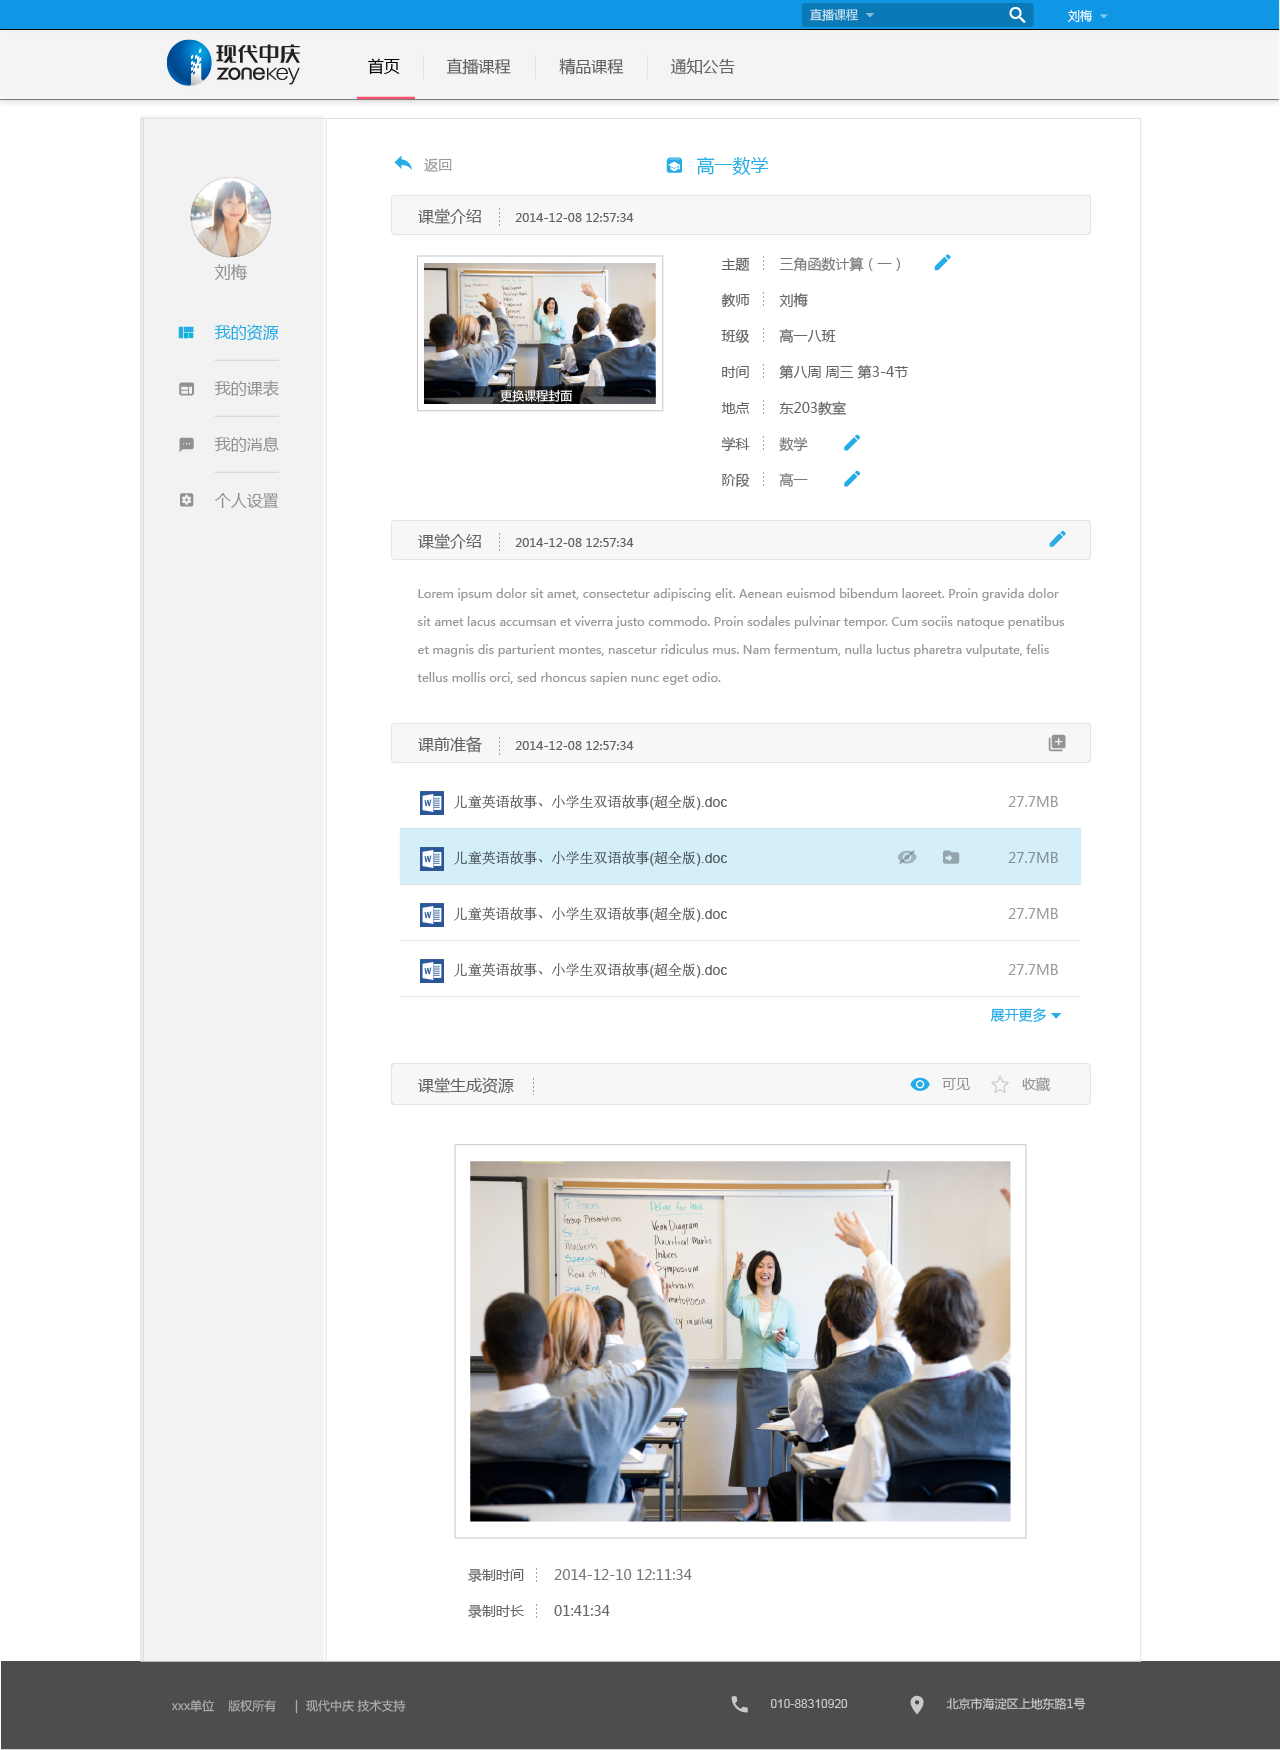 直播课程
刘梅
现代中庆
zonekey
首页
直播课程
精品课程
通知公告
刘梅
我的资源
我的课表
我的消息
个人设置
返回
高一数学
课堂介绍 2014-12-08 12:57:34
更换课程封面
主题 三角函数计算（一）
教师 刘梅
班级 高一八班
时间 第八周 周三 第3-4节
地点 东203教室
学科 数学
阶段 高一
课堂介绍 2014-12-08 12:57:34
Lorem ipsum dolor sit amet, consectetur adipiscing elit. Aenean euismod bibendum laoreet. Proin gravida dolor
sit amet lacus accumsan et viverra justo commodo. Proin sodales pulvinar tempor. Cum sociis natoque penatibus
et magnis dis parturient montes, nascetur ridiculus mus. Nam fermentum, nulla luctus pharetra vulputate, felis
tellus mollis orci, sed rhoncus sapien nunc eget odio.
课前准备 2014-12-08 12:57:34
儿童英语故事、小学生双语故事(超全版).doc 27.7MB
儿童英语故事、小学生双语故事(超全版).doc 27.7MB
儿童英语故事、小学生双语故事(超全版).doc 27.7MB
儿童英语故事、小学生双语故事(超全版).doc 27.7MB
展开更多
课堂生成资源
可见
收藏
Group Presentations
Macbeth
Speech
Read ch 4
Define for Wed
Venn Diagram
Diacritical Marks
Indices
Symposium
录制时间 2014-12-10 12:11:34
录制时长 01:41:34
xxx单位 版权所有 | 现代中庆 技术支持
010-88310920
北京市海淀区上地东路1号